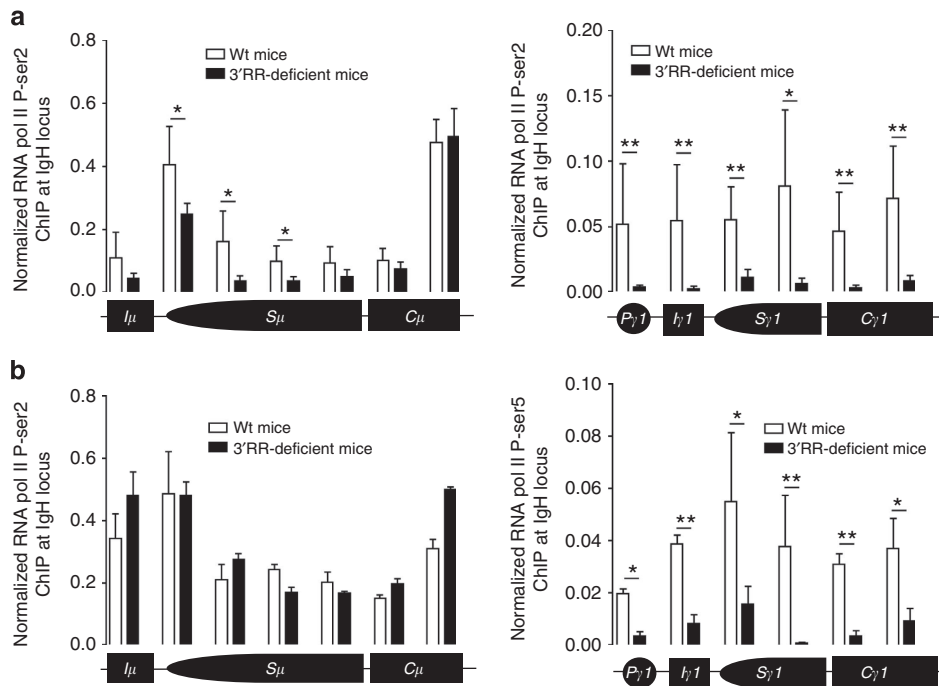 a
Normalized RNA pol II P-ser2
ChIP at IgH locus
0.8
0.6
0.4
0.2
0.0
Wt mice
3′RR-deficient mice
*
*
*
Iμ
Sμ
Cμ
Normalized RNA pol II P-ser2
ChIP at IgH locus
0.20
0.15
0.10
0.05
0.00
Wt mice
3′RR-deficient mice
**
**
**
*
**
**
Pγ1
Iγ1
Sγ1
Cγ1
b
Normalized RNA pol II P-ser2
ChIP at IgH locus
0.8
0.6
0.4
0.2
0.0
Wt mice
3′RR-deficient mice
Iμ
Sμ
Cμ
Normalized RNA pol II P-ser5
ChIP at IgH locus
0.10
0.08
0.06
0.04
0.02
0.00
Wt mice
3′RR-deficient mice
*
**
*
**
**
*
Pγ1
Iγ1
Sγ1
Cγ1